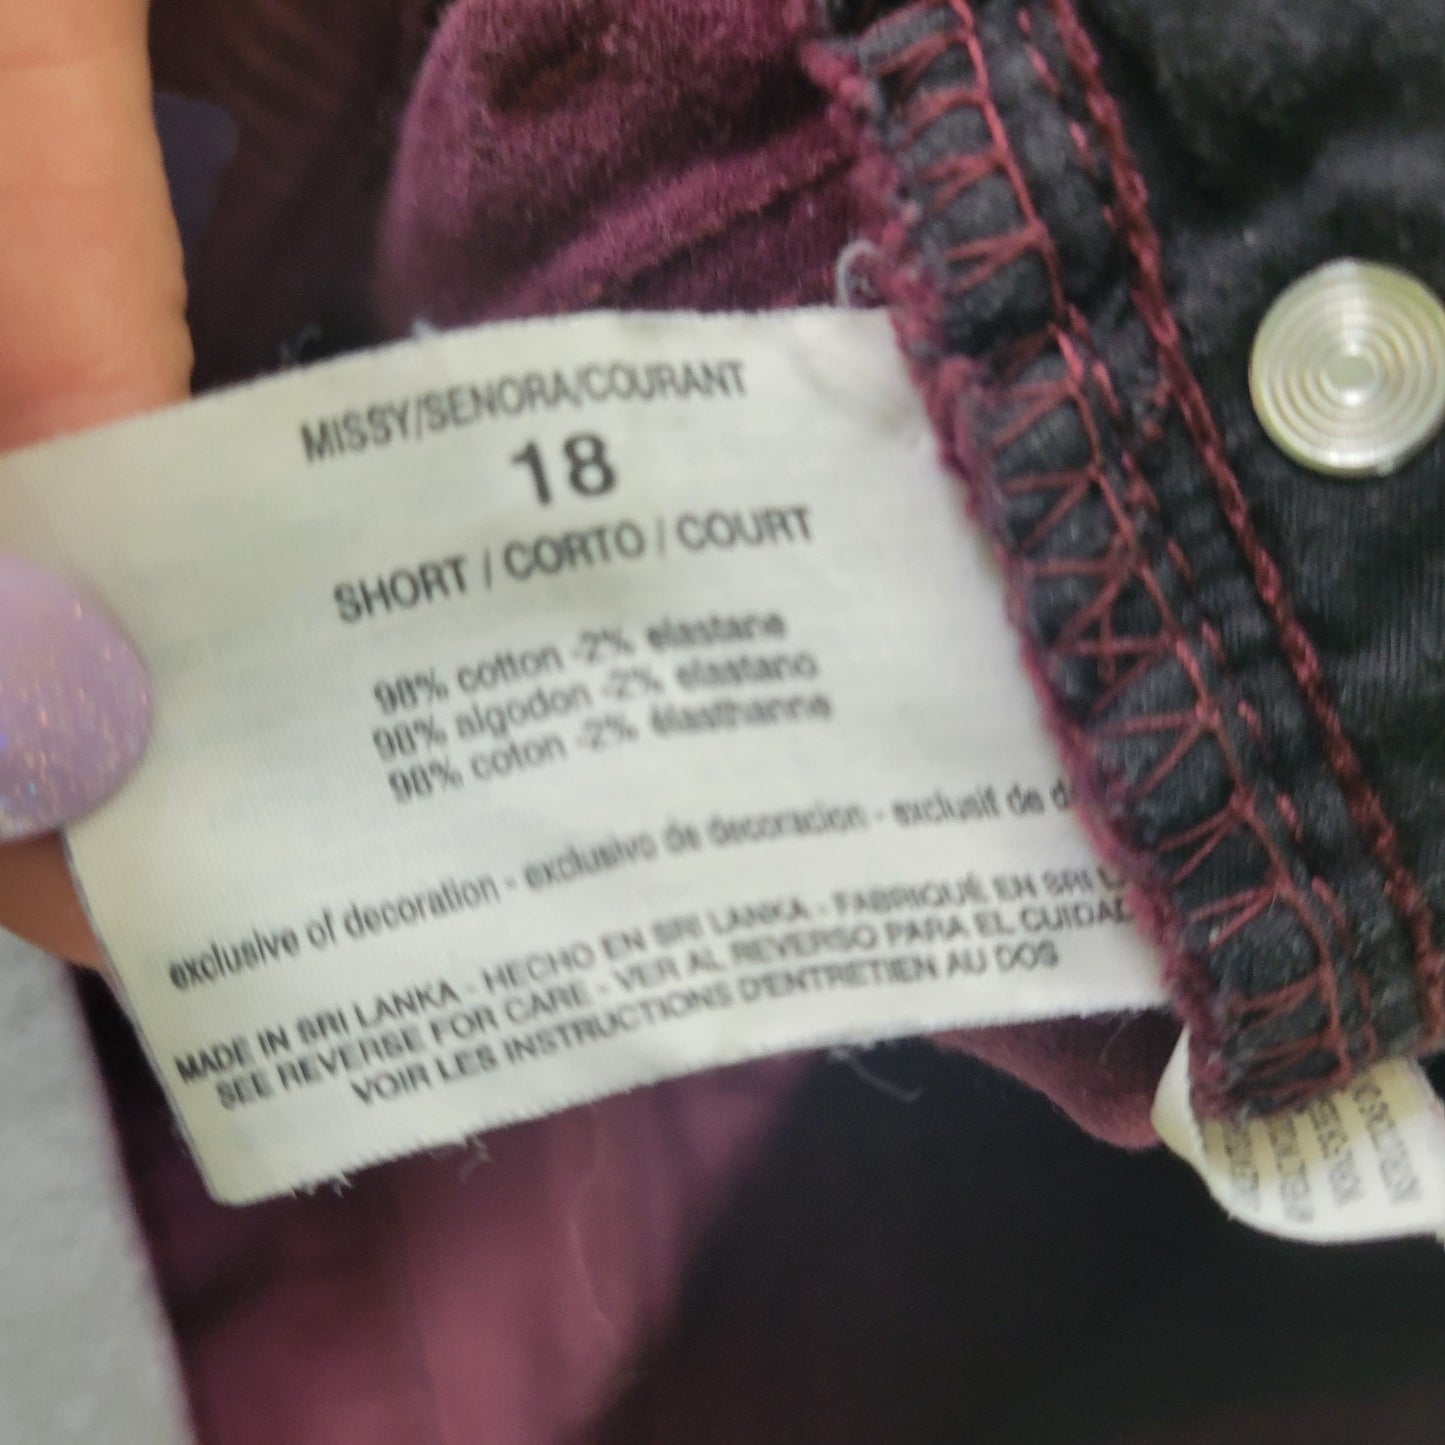 MISSY/SENORA/COURANT
18
SHORT / CORTO / COURT
98% cotton -2% elastane
98% algodon -2% elastano
98% coton -2% élasthanne
exclusive of decoration - exclusivo de decoracion - exclusif de
MADE IN SRI LANKA - HECHO EN SRI LANKA - FABRIQUÉ EN SRI
SEE REVERSE FOR CARE - VER AL REVERSO PARA EL CUIDAD
VOIR LES INSTRUCTIONS D'ENTRETIEN AU DOS